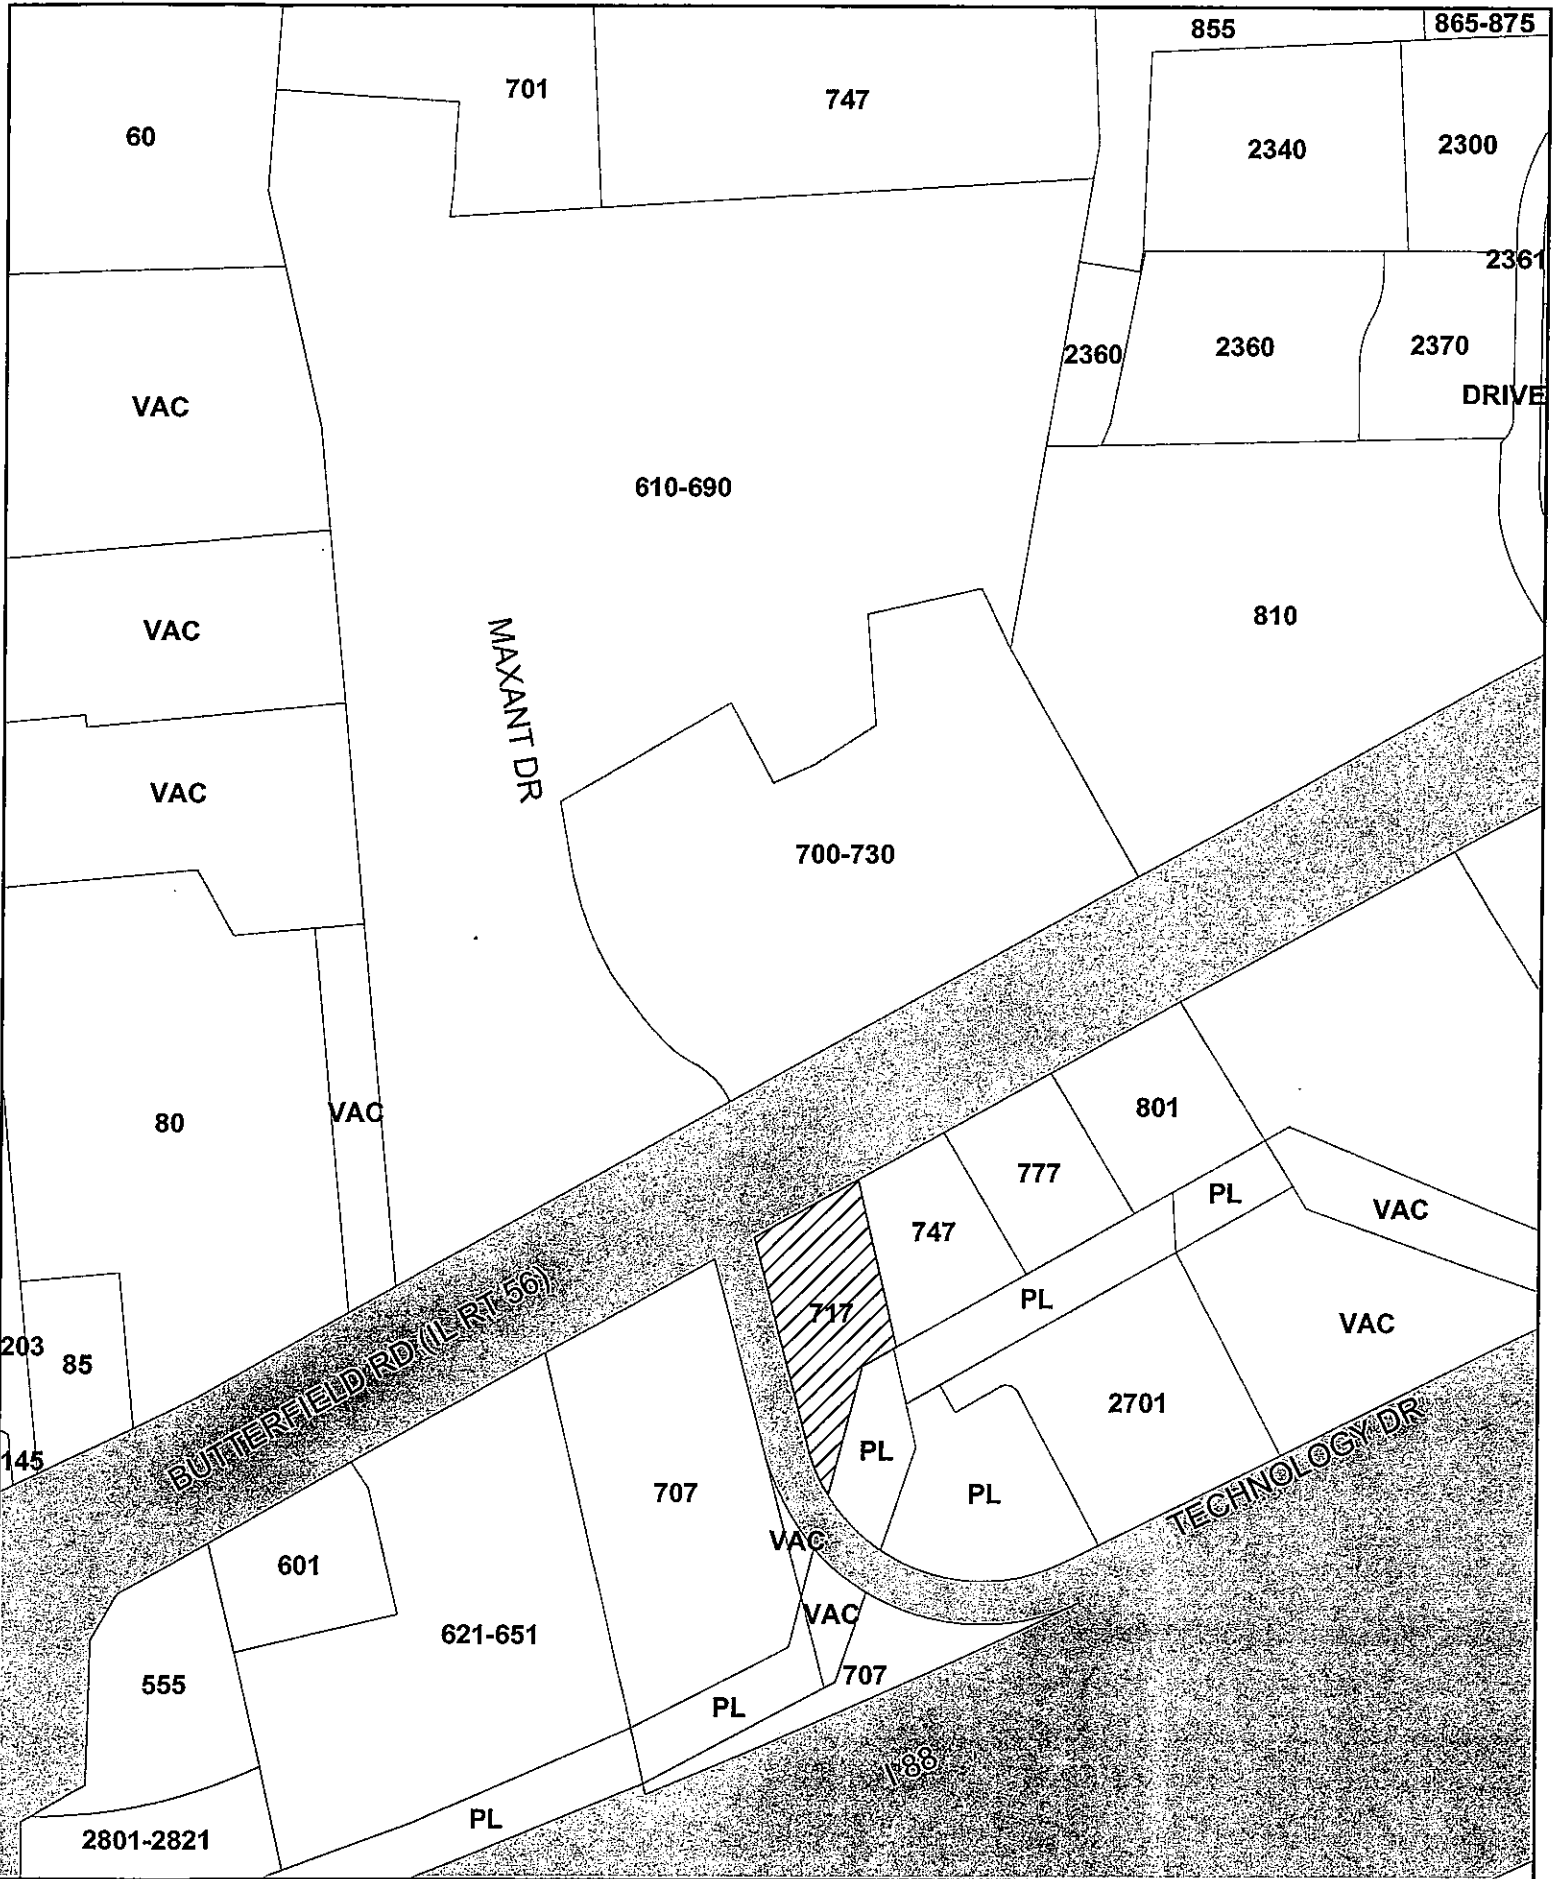 855
865-875
701
747
60
2340
2300
2361
2360
2360
2370
DRIVE
VAC
610-690
810
VAC
MAXANT DR
VAC
700-730
80
VAC
801
777
PL
VAC
747
717
PL
VAC
203
85
BUTTERFIELD RD (IL RT 56)
2701
TECHNOLOGY DR
145
PL
707
PL
VAC
601
VAC
621-651
707
555
PL
I 88
PL
2801-2821